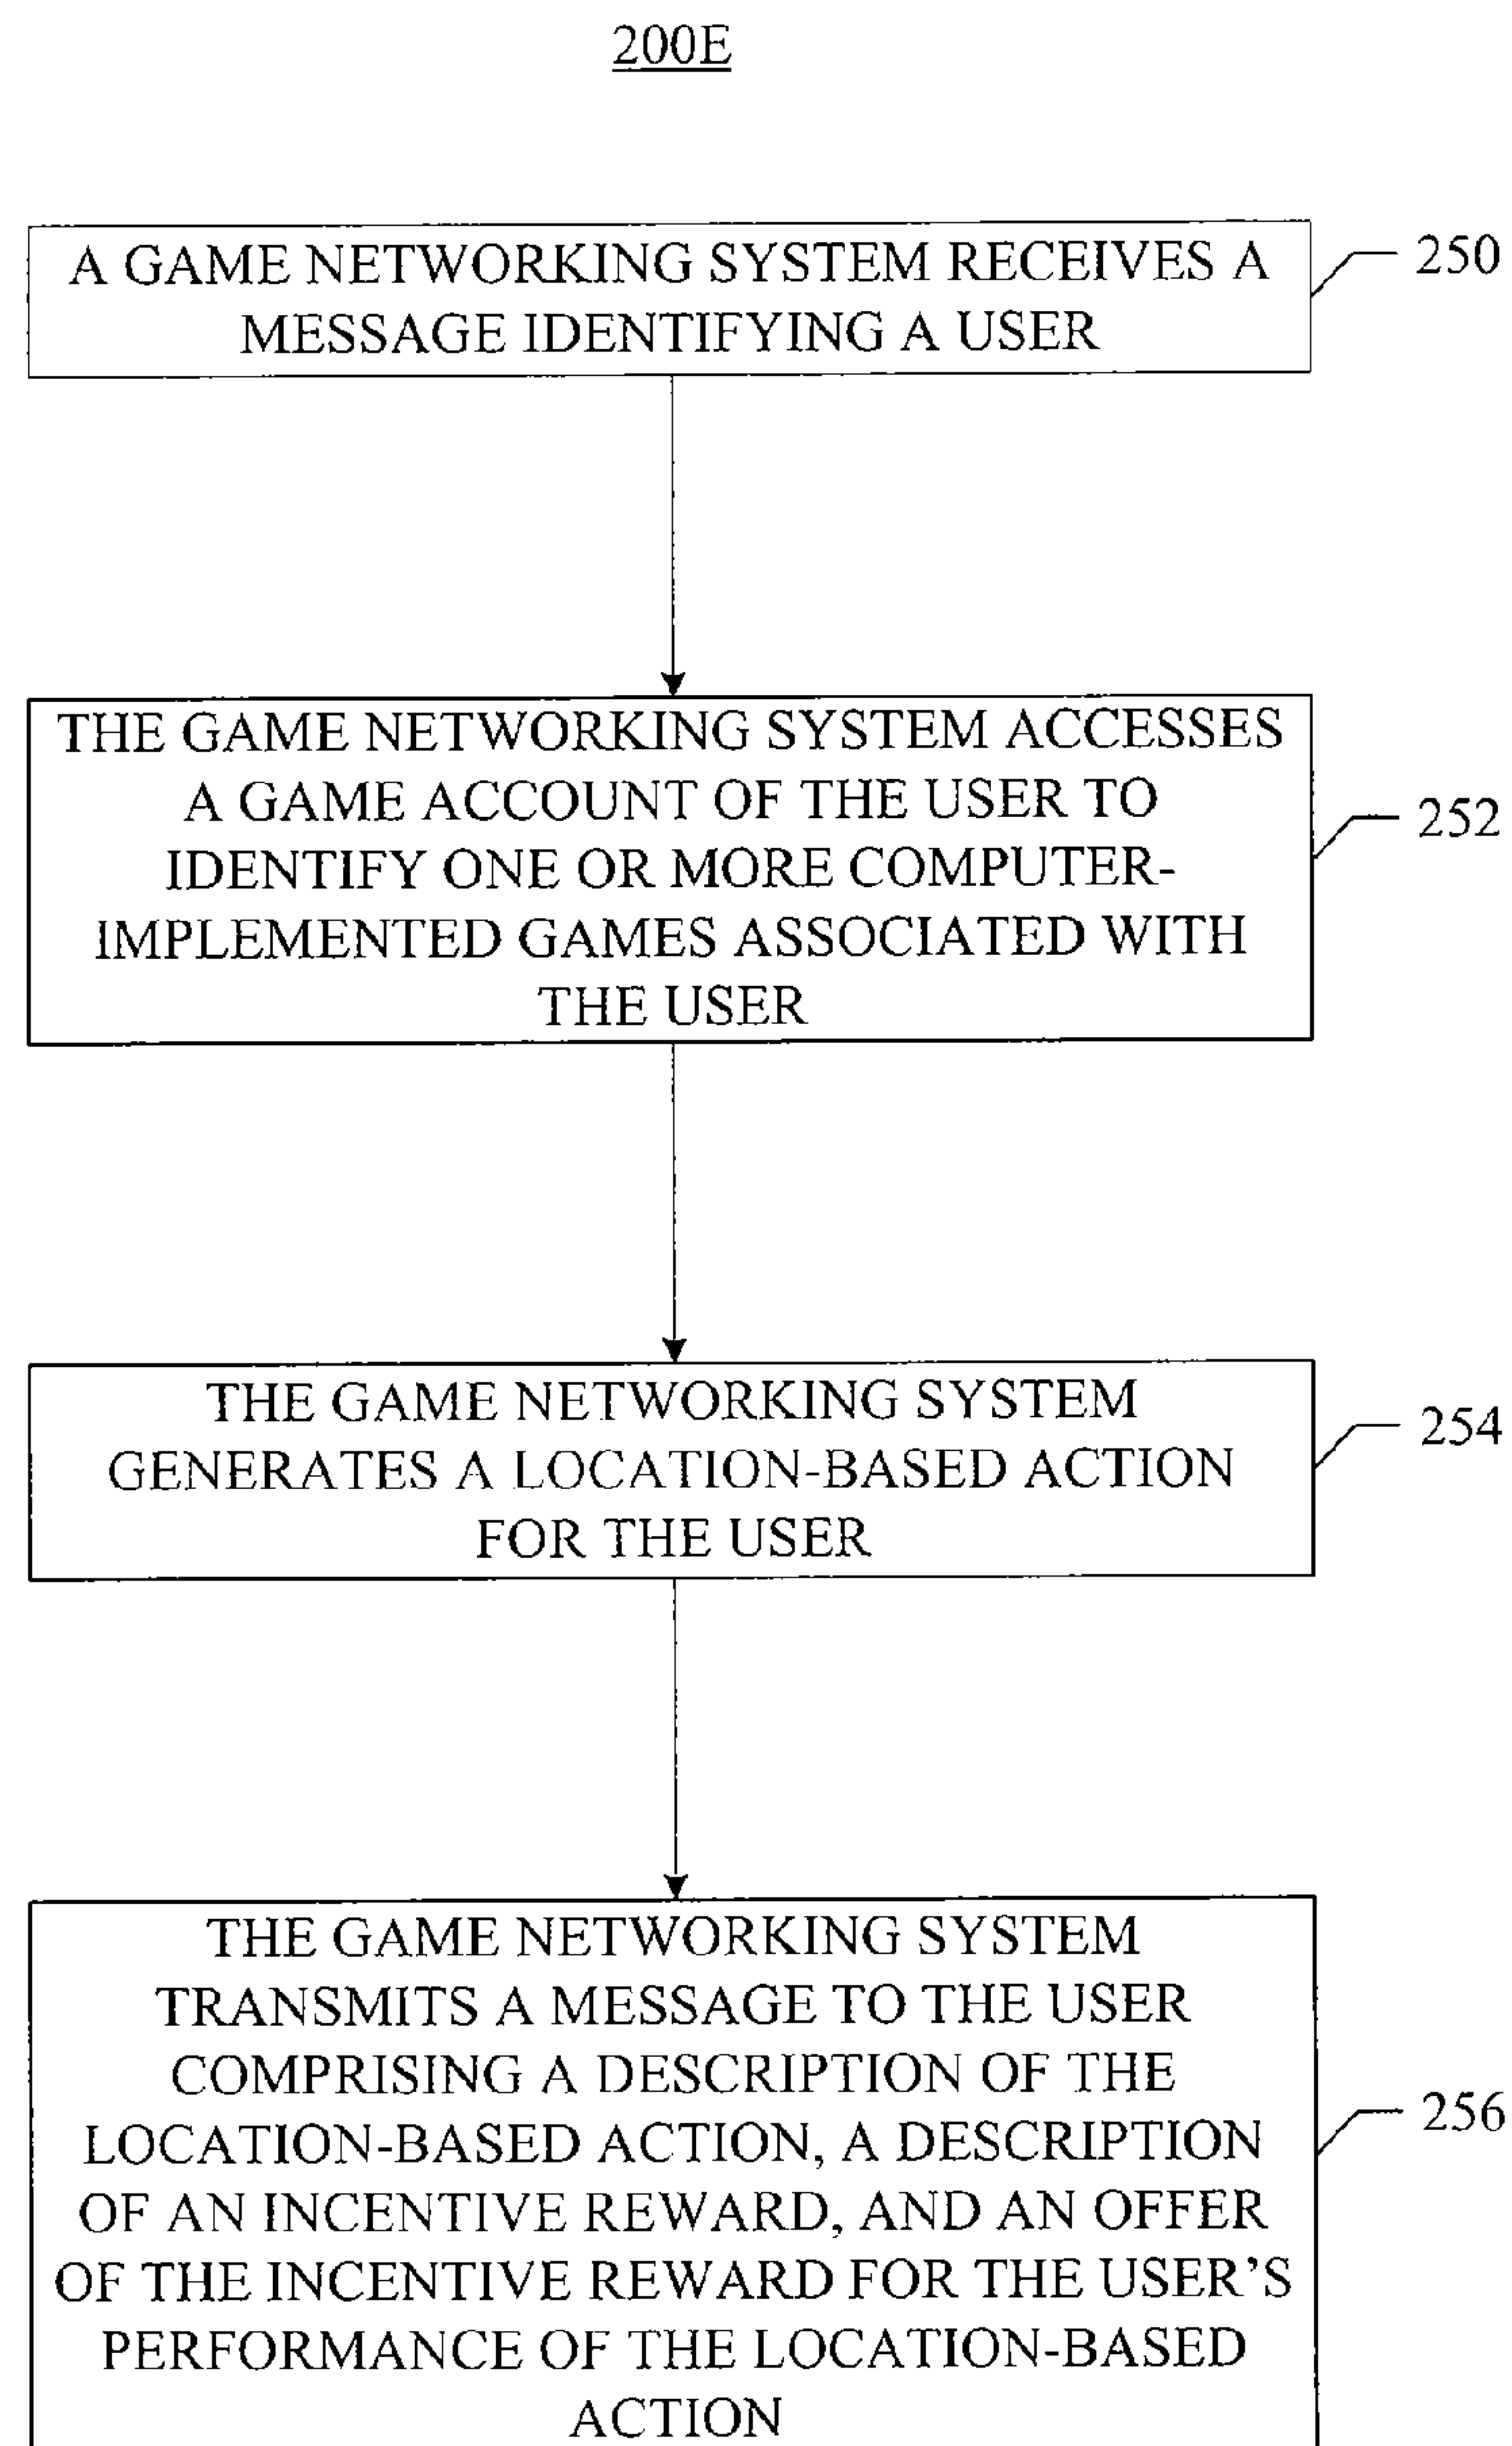 200E
A GAME NETWORKING SYSTEM RECEIVES A
MESSAGE IDENTIFYING A USER
250
THE GAME NETWORKING SYSTEM ACCESSES
A GAME ACCOUNT OF THE USER TO
IDENTIFY ONE OR MORE COMPUTER-
IMPLEMENTED GAMES ASSOCIATED WITH
THE USER
252
THE GAME NETWORKING SYSTEM
GENERATES A LOCATION-BASED ACTION
FOR THE USER
254
THE GAME NETWORKING SYSTEM
TRANSMITS A MESSAGE TO THE USER
COMPRISING A DESCRIPTION OF THE
LOCATION-BASED ACTION, A DESCRIPTION
OF AN INCENTIVE REWARD, AND AN OFFER
OF THE INCENTIVE REWARD FOR THE USER'S
PERFORMANCE OF THE LOCATION-BASED
ACTION
256